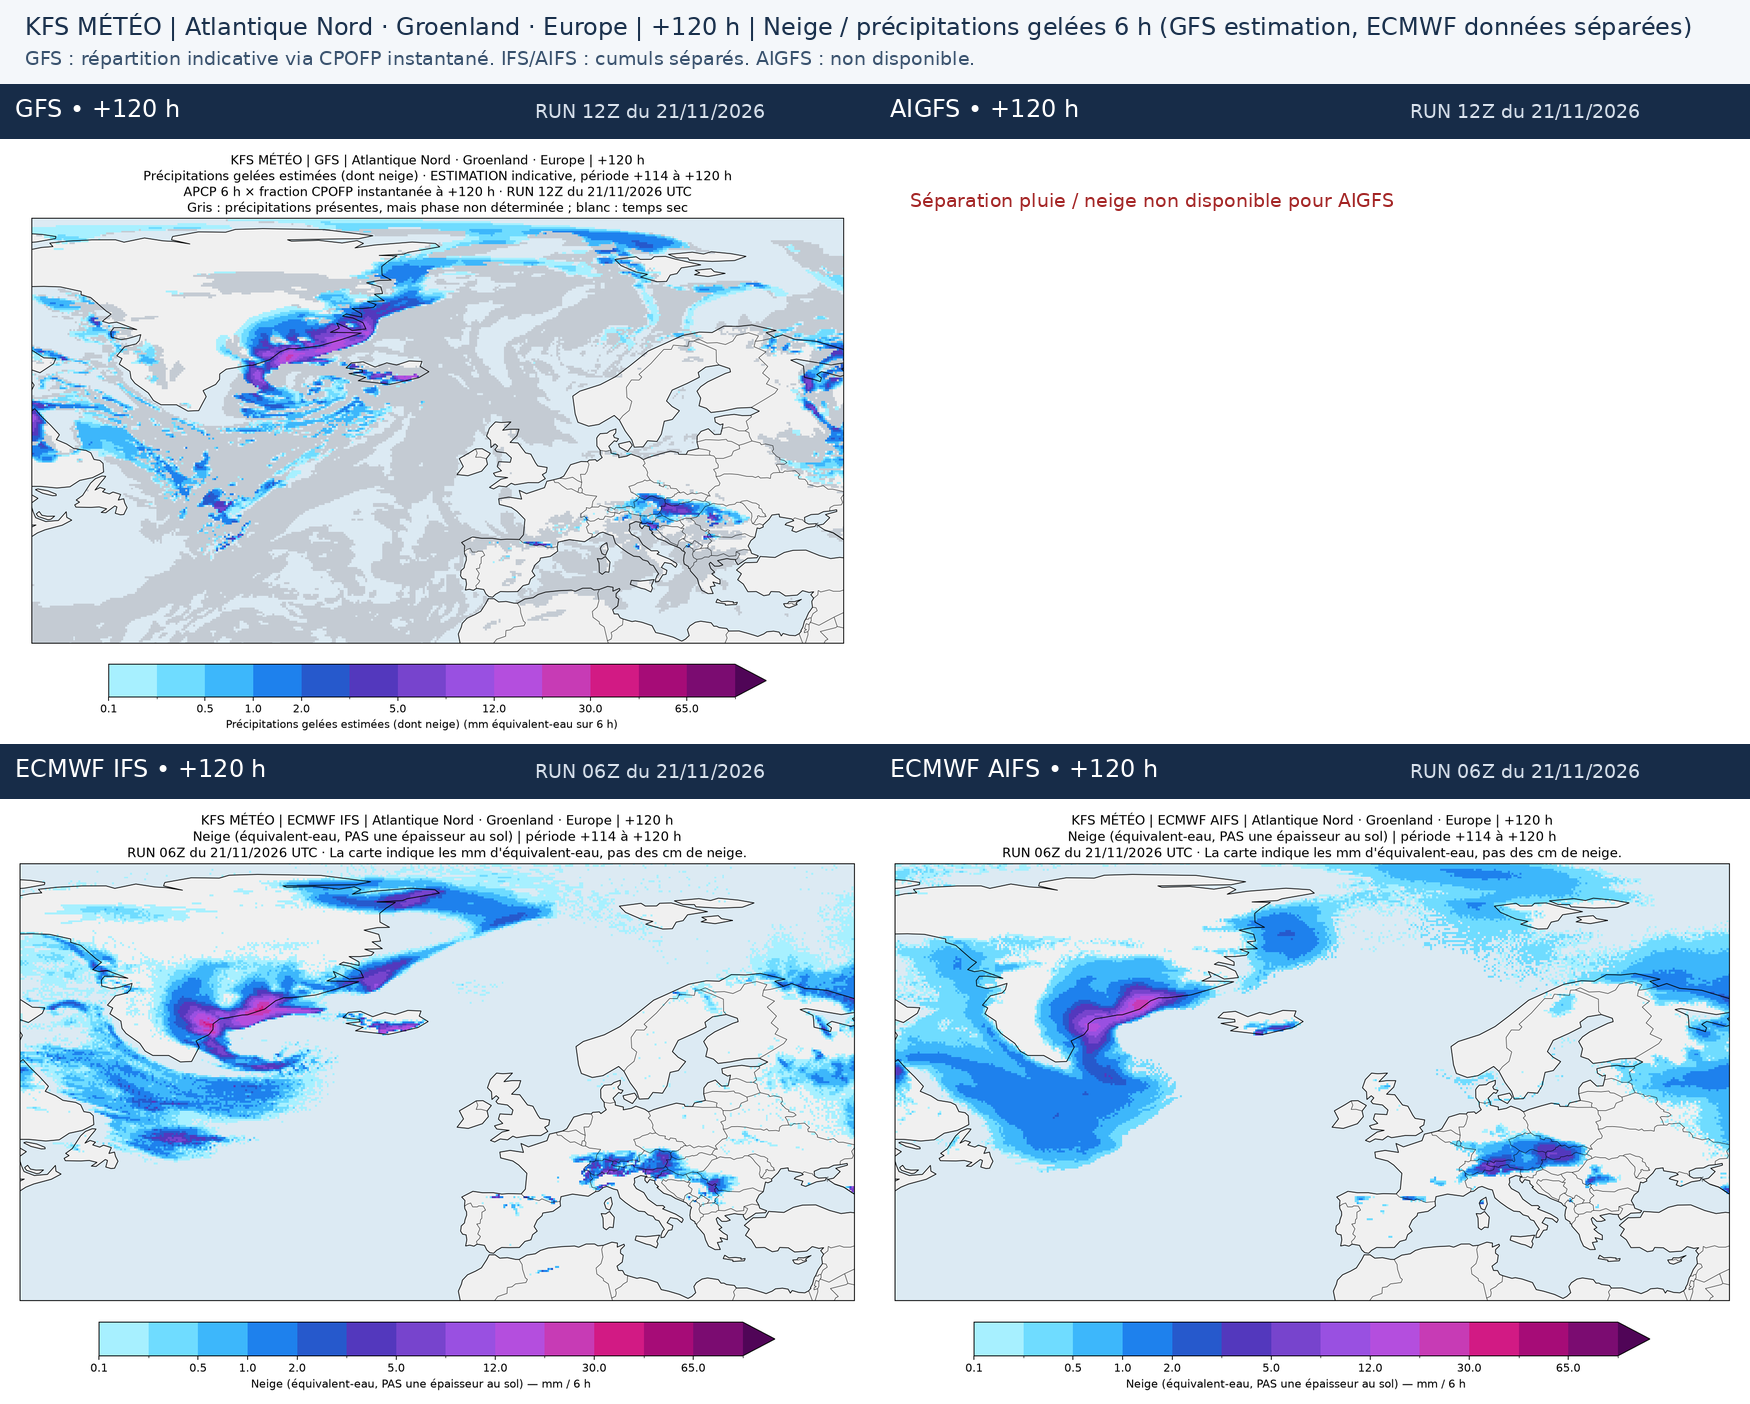 KFS MÉTÉO | Atlantique Nord · Groenland · Europe | +120 h | Neige / précipitations gelées 6 h (GFS estimation, ECMWF données séparées)
GFS : répartition indicative via CPOFP instantané. IFS/AIFS : cumuls séparés. AIGFS : non disponible.
GFS • +120 h
RUN 12Z du 21/11/2026
AIGFS • +120 h
RUN 12Z du 21/11/2026
KFS MÉTÉO | GFS | Atlantique Nord · Groenland · Europe | +120 h
Précipitations gelées estimées (dont neige) · ESTIMATION indicative, période +114 à +120 h
APCP 6 h × fraction CPOFP instantanée à +120 h · RUN 12Z du 21/11/2026 UTC
Gris : précipitations présentes, mais phase non déterminée ; blanc : temps sec
Séparation pluie / neige non disponible pour AIGFS
0.1 0.5 1.0 2.0 5.0 12.0 30.0 65.0
Précipitations gelées estimées (dont neige) (mm équivalent-eau sur 6 h)
ECMWF IFS • +120 h
RUN 06Z du 21/11/2026
ECMWF AIFS • +120 h
RUN 06Z du 21/11/2026
KFS MÉTÉO | ECMWF IFS | Atlantique Nord · Groenland · Europe | +120 h
Neige (équivalent-eau, PAS une épaisseur au sol) | période +114 à +120 h
RUN 06Z du 21/11/2026 UTC · La carte indique les mm d'équivalent-eau, pas des cm de neige.
KFS MÉTÉO | ECMWF AIFS | Atlantique Nord · Groenland · Europe | +120 h
Neige (équivalent-eau, PAS une épaisseur au sol) | période +114 à +120 h
RUN 06Z du 21/11/2026 UTC · La carte indique les mm d'équivalent-eau, pas des cm de neige.
0.1 0.5 1.0 2.0 5.0 12.0 30.0 65.0
Neige (équivalent-eau, PAS une épaisseur au sol) — mm / 6 h
0.1 0.5 1.0 2.0 5.0 12.0 30.0 65.0
Neige (équivalent-eau, PAS une épaisseur au sol) — mm / 6 h